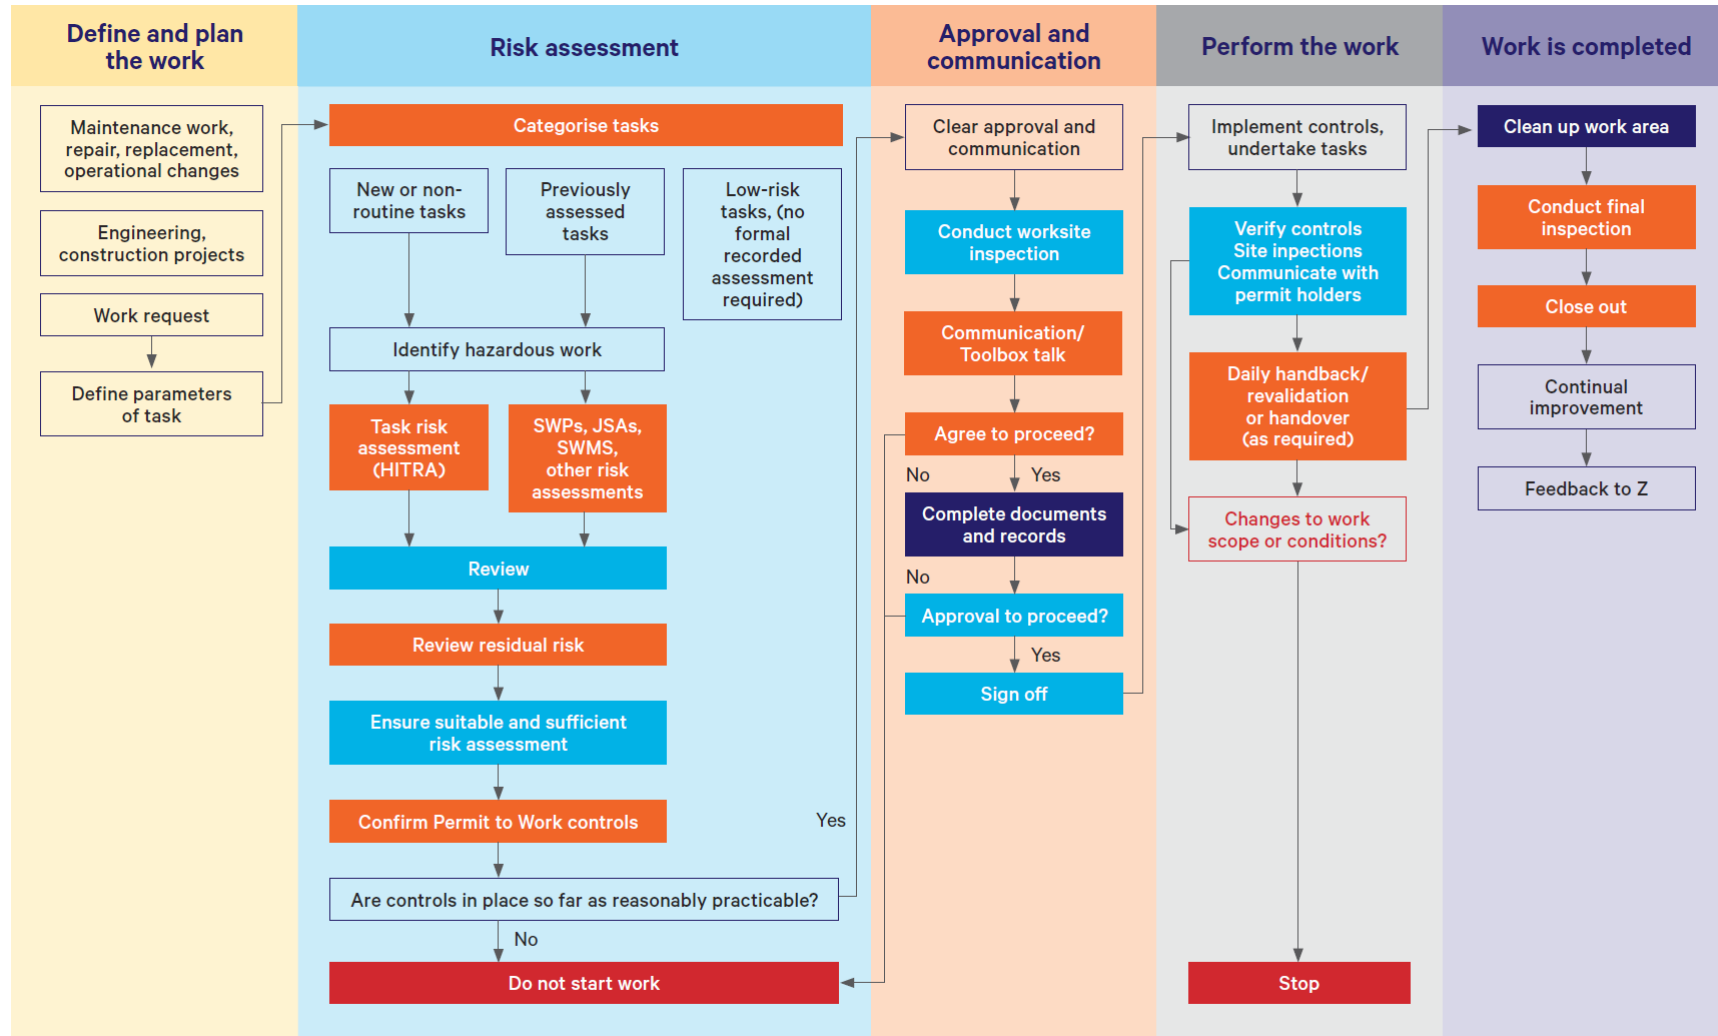 Define and plan
the work
Maintenance work,
repair, replacement,
operational changes
Engineering,
construction projects
Work request
Define parameters
of task
Risk assessment
Categorise tasks
New or non-
routine tasks
Previously
assessed
tasks
Low-risk
tasks, (no
formal
recorded
assessment
required)
Identify hazardous work
Task risk
assessment
(HITRA)
SWPs, JSAs,
SWMS,
other risk
assessments
Review
Review residual risk
Ensure suitable and sufficient
risk assessment
Confirm Permit to Work controls
Yes
Are controls in place so far as reasonably practicable?
No
Do not start work
Approval and
communication
Clear approval and
communication
Conduct worksite
inspection
Communication/
Toolbox talk
Agree to proceed?
No
Yes
Complete documents
and records
No
Approval to proceed?
Yes
Sign off
Perform the work
Implement controls,
undertake tasks
Verify controls
Site inpections
Communicate with
permit holders
Daily handback/
revalidation
or handover
(as required)
Changes to work
scope or conditions?
Stop
Work is completed
Clean up work area
Conduct final
inspection
Close out
Continual
improvement
Feedback to Z